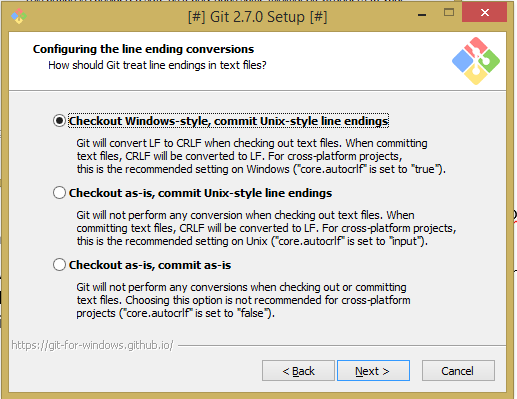 [#] Git 2.7.0 Setup [#]
Configuring the line ending conversions
How should Git treat line endings in text files?
Checkout Windows-style, commit Unix-style line endings
Git will convert LF to CRLF when checking out text files. When committing
text files, CRLF will be converted to LF. For cross-platform projects,
this is the recommended setting on Windows ("core.autocrlf" is set to "true").
Checkout as-is, commit Unix-style line endings
Git will not perform any conversion when checking out text files. When
committing text files, CRLF will be converted to LF. For cross-platform projects,
this is the recommended setting on Unix ("core.autocrlf" is set to "input").
Checkout as-is, commit as-is
Git will not perform any conversions when checking out or committing
text files. Choosing this option is not recommended for cross-platform
projects ("core.autocrlf" is set to "false").
https://git-for-windows.github.io/
< Back Next > Cancel